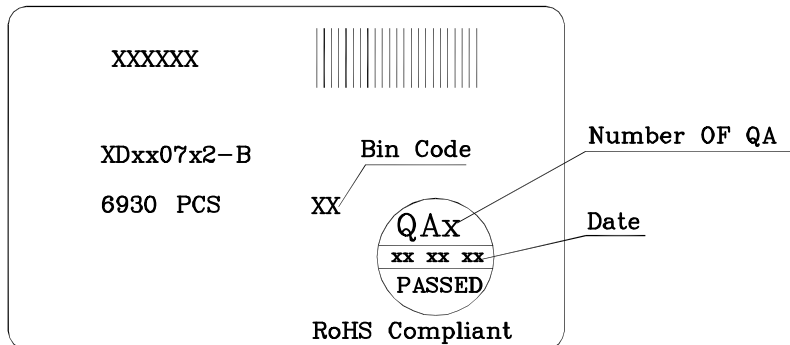 XXXXXX
Number OF QA
XDxx07x2-B
Bin Code
6930 PCS
XX
QAx
Date
xx xx xx
PASSED
RoHS Compliant